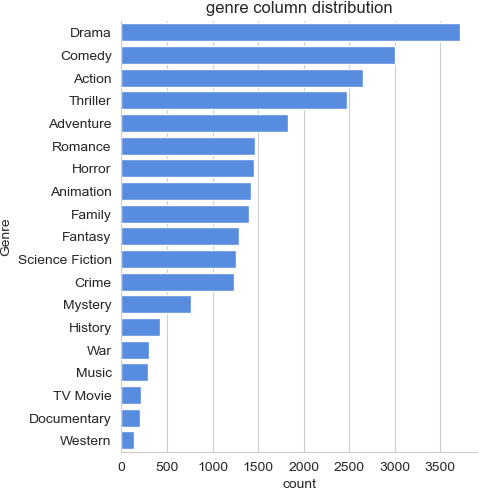 genre column distribution
Genre
Drama
Comedy
Action
Thriller
Adventure
Romance
Horror
Animation
Family
Fantasy
Science Fiction
Crime
Mystery
History
War
Music
TV Movie
Documentary
Western
0 500 1000 1500 2000 2500 3000 3500
count